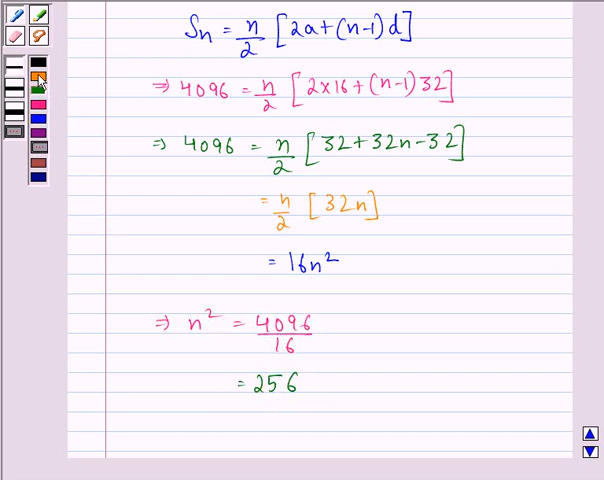 Sn = n/2 [2a+(n-1)d]
⇒ 4096 = n/2 [2×16+(n-1)32]
⇒ 4096 = n/2 [32+32n-32]
= n/2 [32n]
= 16n²
⇒ n² = 4096/16
= 256